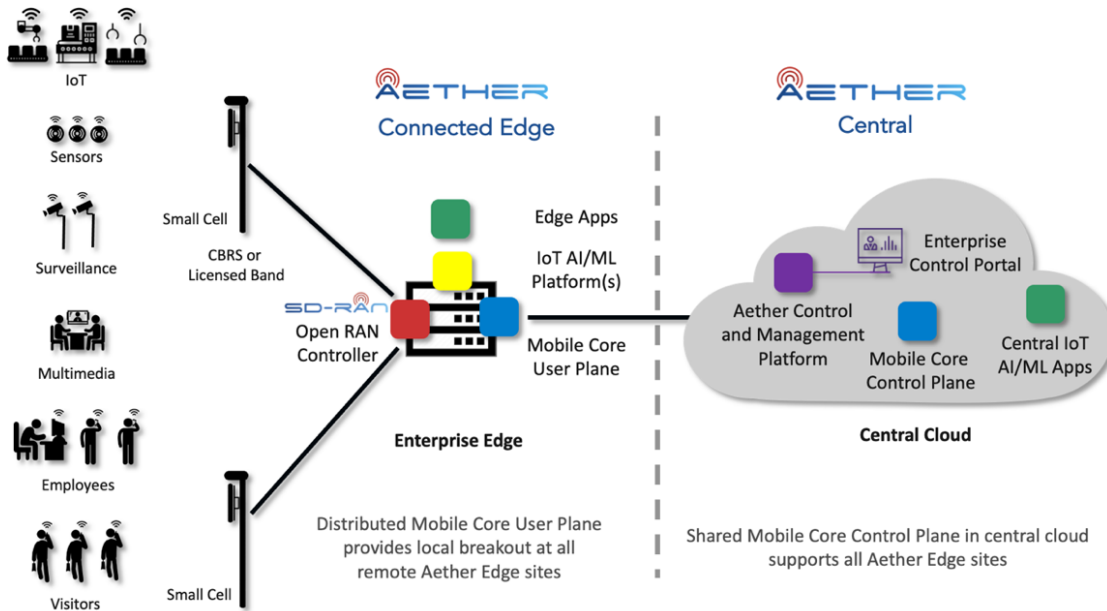 IoT
Sensors
Surveillance
Multimedia
Employees
Visitors
Small Cell
CBRS or
Licensed Band
Small Cell
AETHER
Connected Edge
Edge Apps
IoT AI/ML
Platform(s)
SD-RAN
Open RAN
Controller
Mobile Core
User Plane
Enterprise Edge
Distributed Mobile Core User Plane
provides local breakout at all
remote Aether Edge sites
AETHER
Central
Enterprise
Control Portal
Aether Control
and Management
Platform
Mobile Core
Control Plane
Central IoT
AI/ML Apps
Central Cloud
Shared Mobile Core Control Plane in central cloud
supports all Aether Edge sites